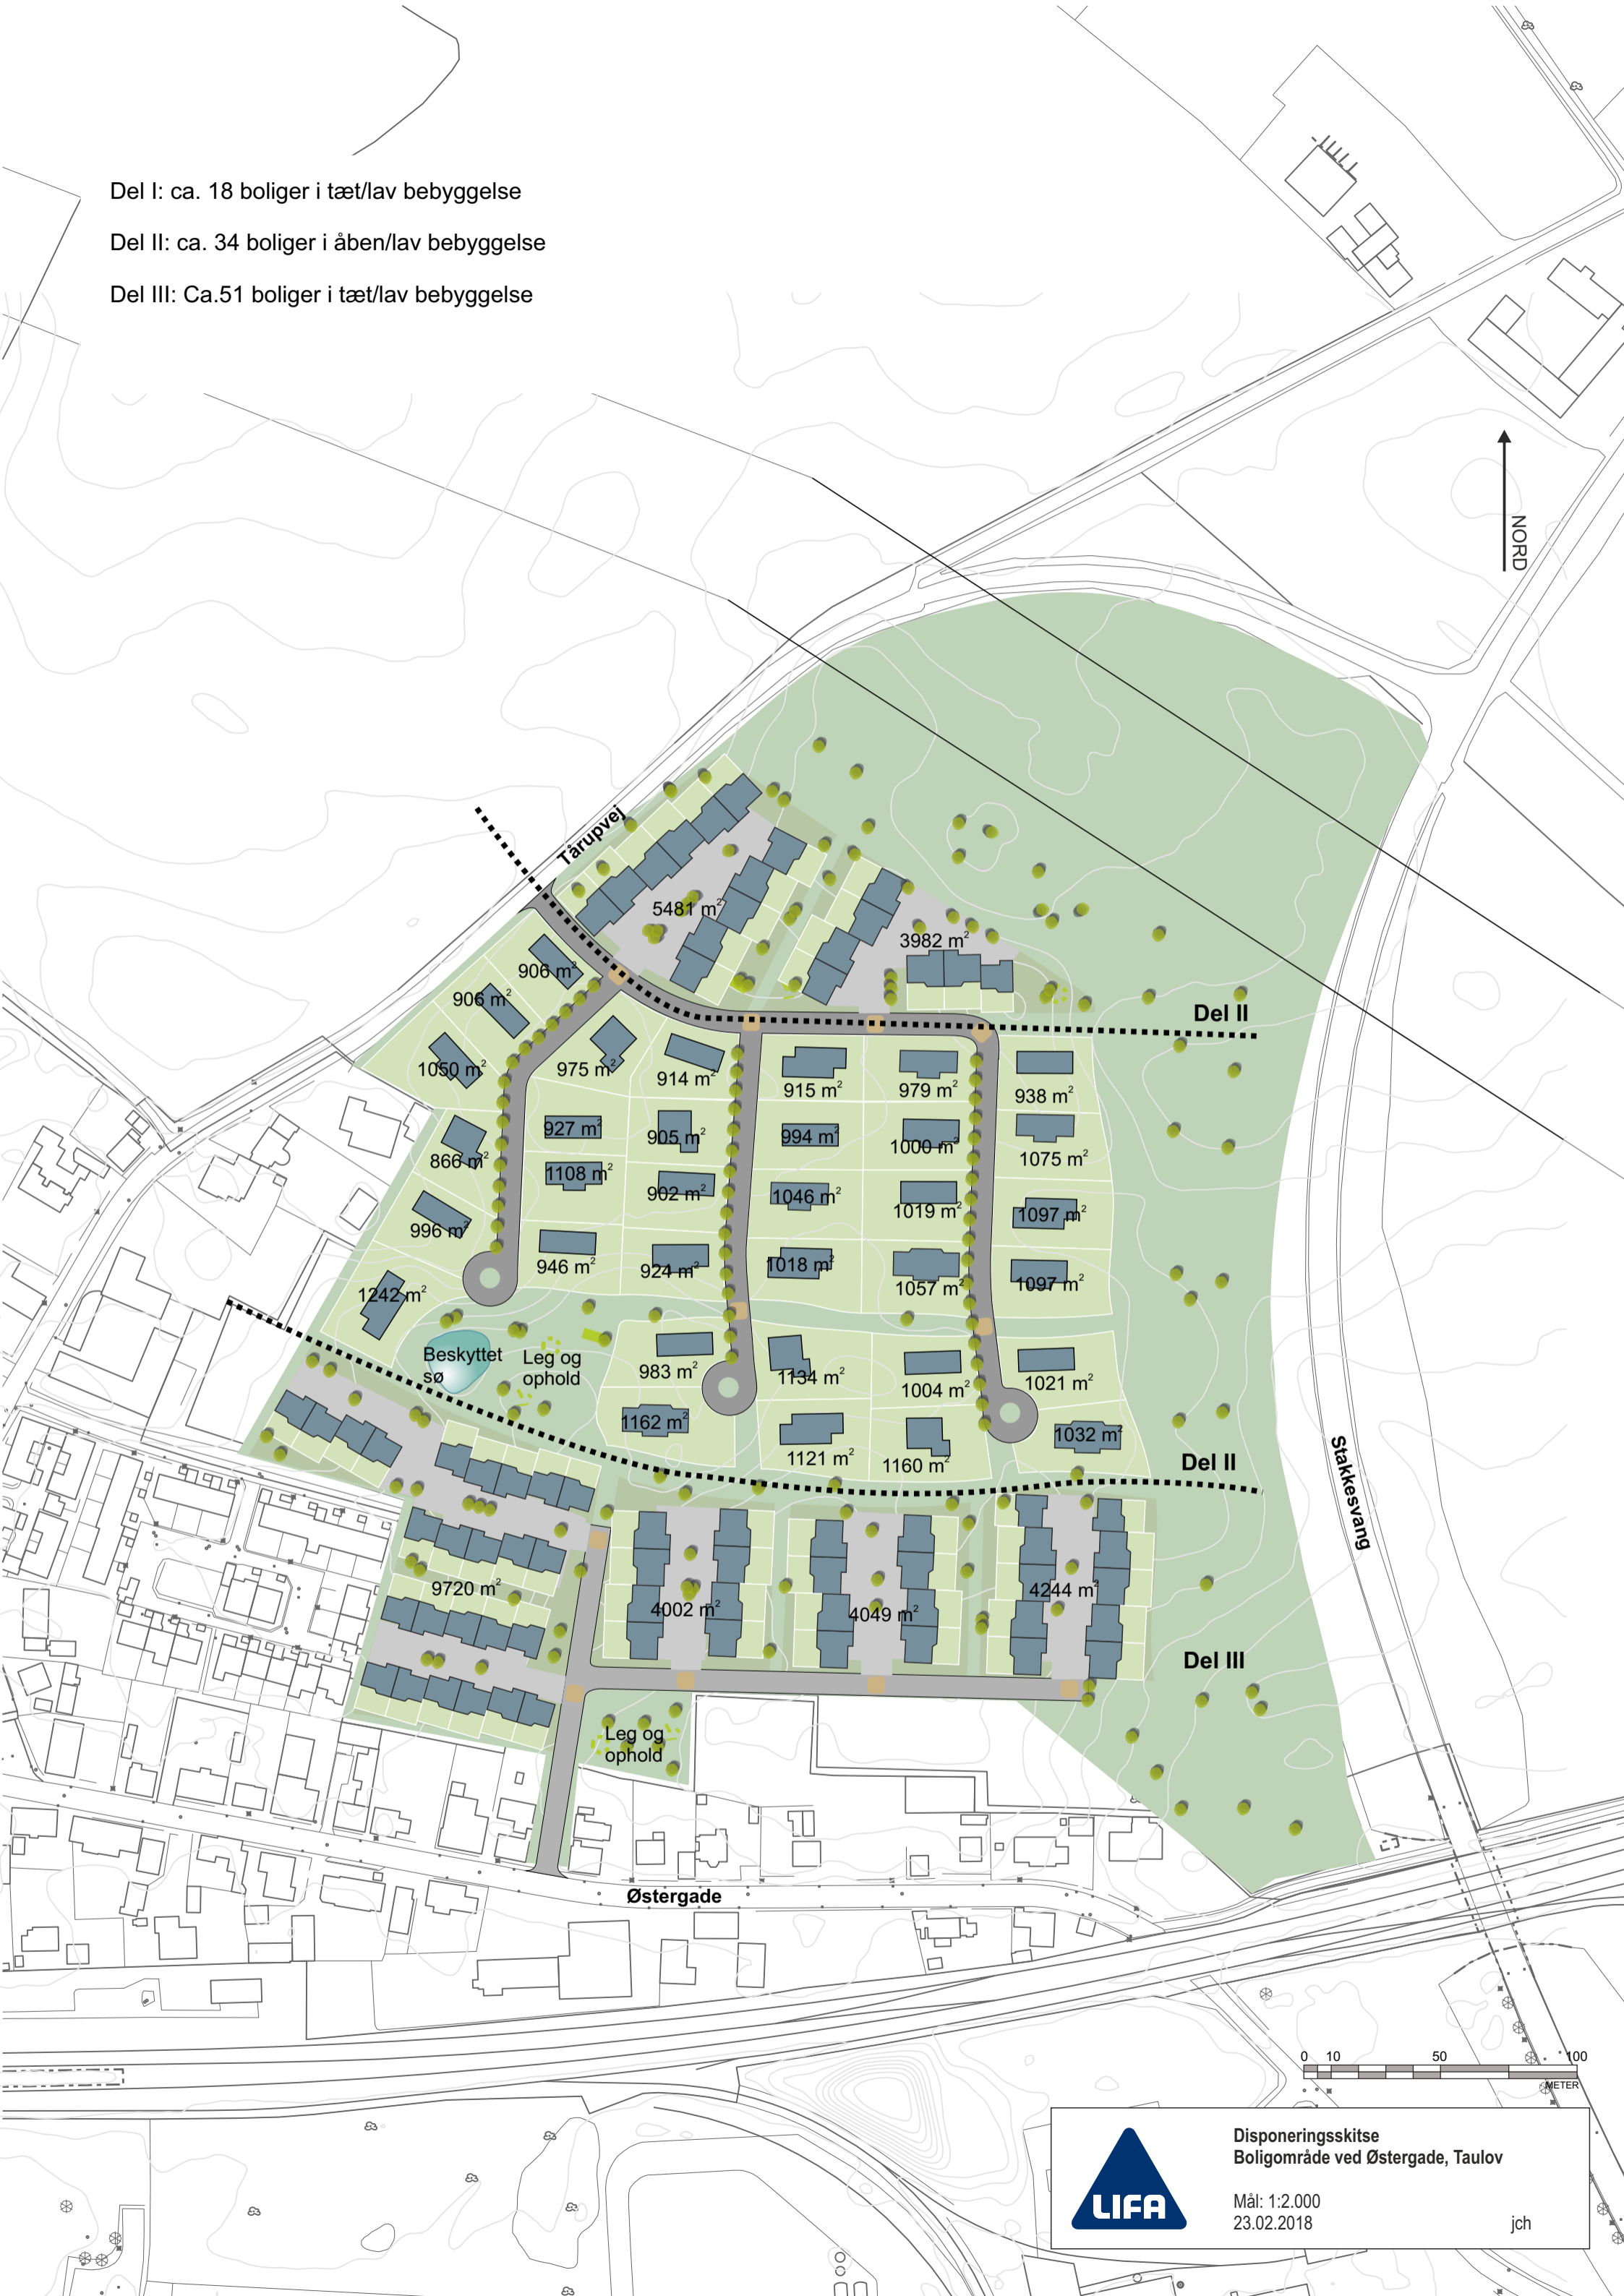 Del I: ca. 18 boliger i tæt/lav bebyggelse
Del II: ca. 34 boliger i åben/lav bebyggelse
Del III: Ca.51 boliger i tæt/lav bebyggelse
NORD
Tårupvej
5481 m²
3982 m²
906 m²
906 m²
Del II
1050 m²
975 m²
914 m²
915 m²
979 m²
938 m²
927 m²
905 m²
994 m²
1000 m²
866 m²
1075 m²
1108 m²
902 m²
1046 m²
1019 m²
1097 m²
996 m²
946 m²
924 m²
1018 m²
1057 m²
1097 m²
1242 m²
Beskyttet
sø
Leg og
ophold
983 m²
1134 m²
1004 m²
1021 m²
1162 m²
1121 m²
1160 m²
1032 m²
Del II
Stakkesvang
9720 m²
4002 m²
4049 m²
4244 m²
Del III
Leg og
ophold
Østergade
0 10 50 100
METER
LIFA
Disponeringsskitse
Boligområde ved Østergade, Taulov
Mål: 1:2.000
23.02.2018 jch